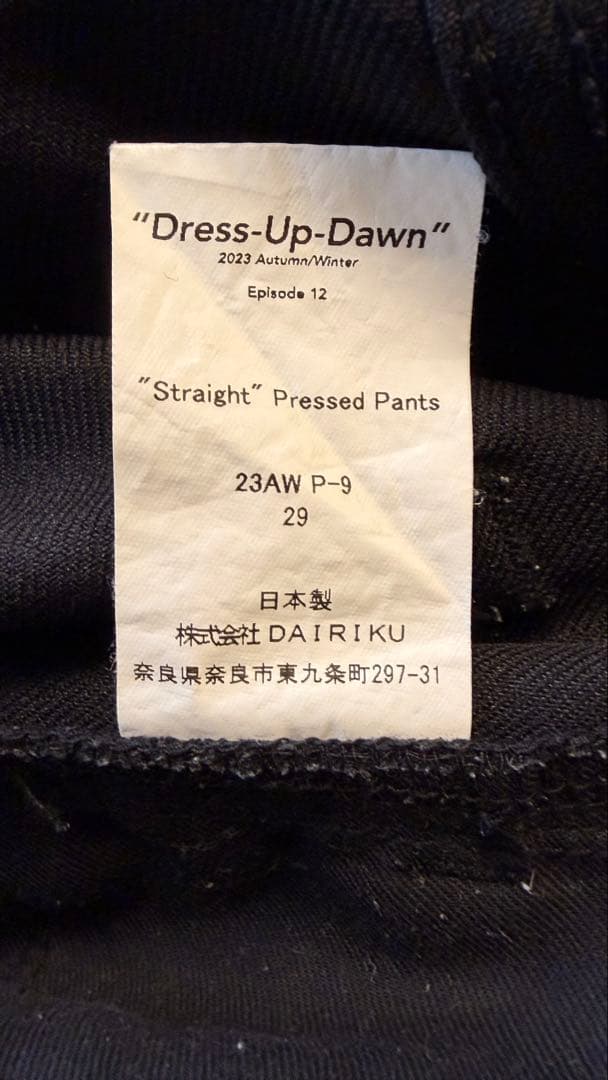 "Dress-Up-Dawn"
2023 Autumn/Winter
Episode 12
"Straight" Pressed Pants
23AW P-9
29
日本製
株式会社 DAIRIKU
奈良県奈良市東九条町297-31